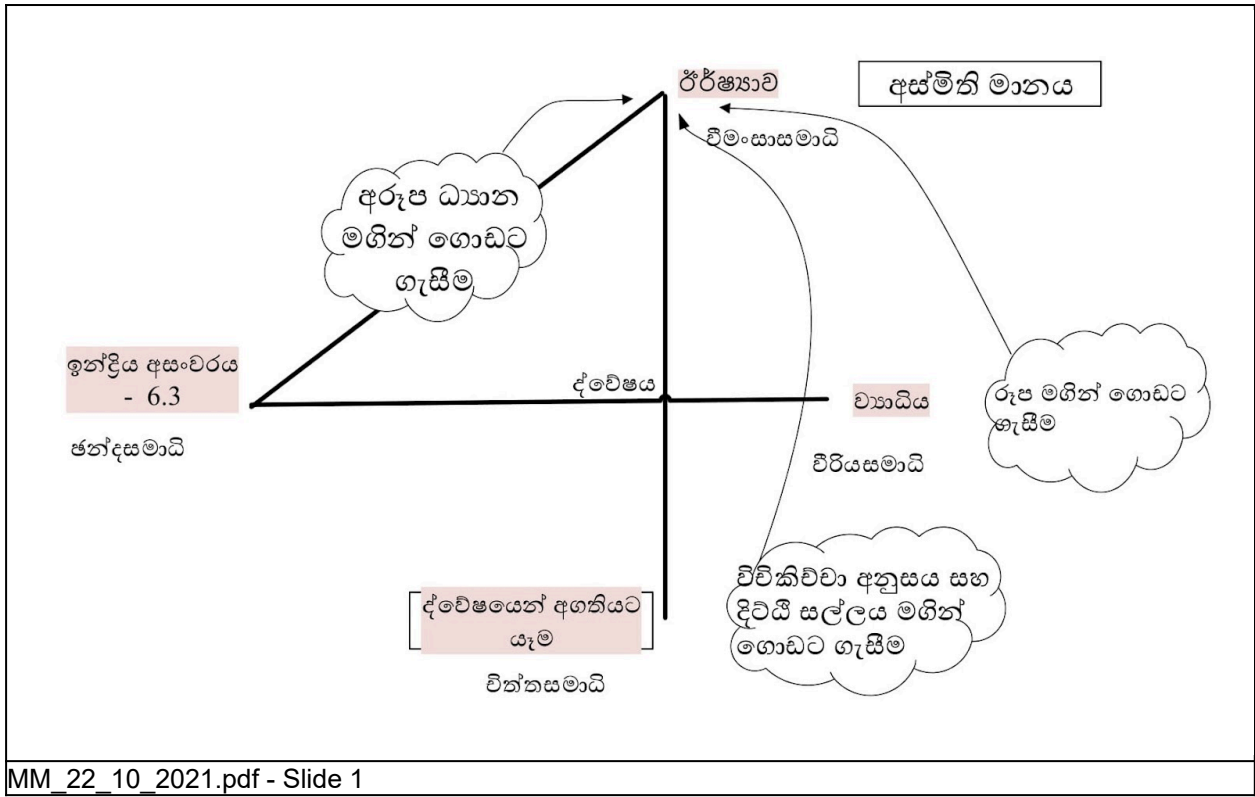 ඊර්ෂ්‍යාව
අස්මිති මානය
වීමංසාසමාධි
අරූප ධ්‍යාන
මගින් ගොඩට
ගැසීම
ඉන්ද්‍රිය අසංවරය
- 6.3
ඡන්දසමාධි
ද්වේෂය
ව්‍යාධිය
වීරියසමාධි
රූප මගින් ගොඩට
ගැසීම
ද්වේෂයෙන් අගතියට
යෑම
චිත්තසමාධි
විචිකිච්චා අනුසය සහ
දිට්ඨි සල්ලය මගින්
ගොඩට ගැසීම
MM_22_10_2021.pdf - Slide 1